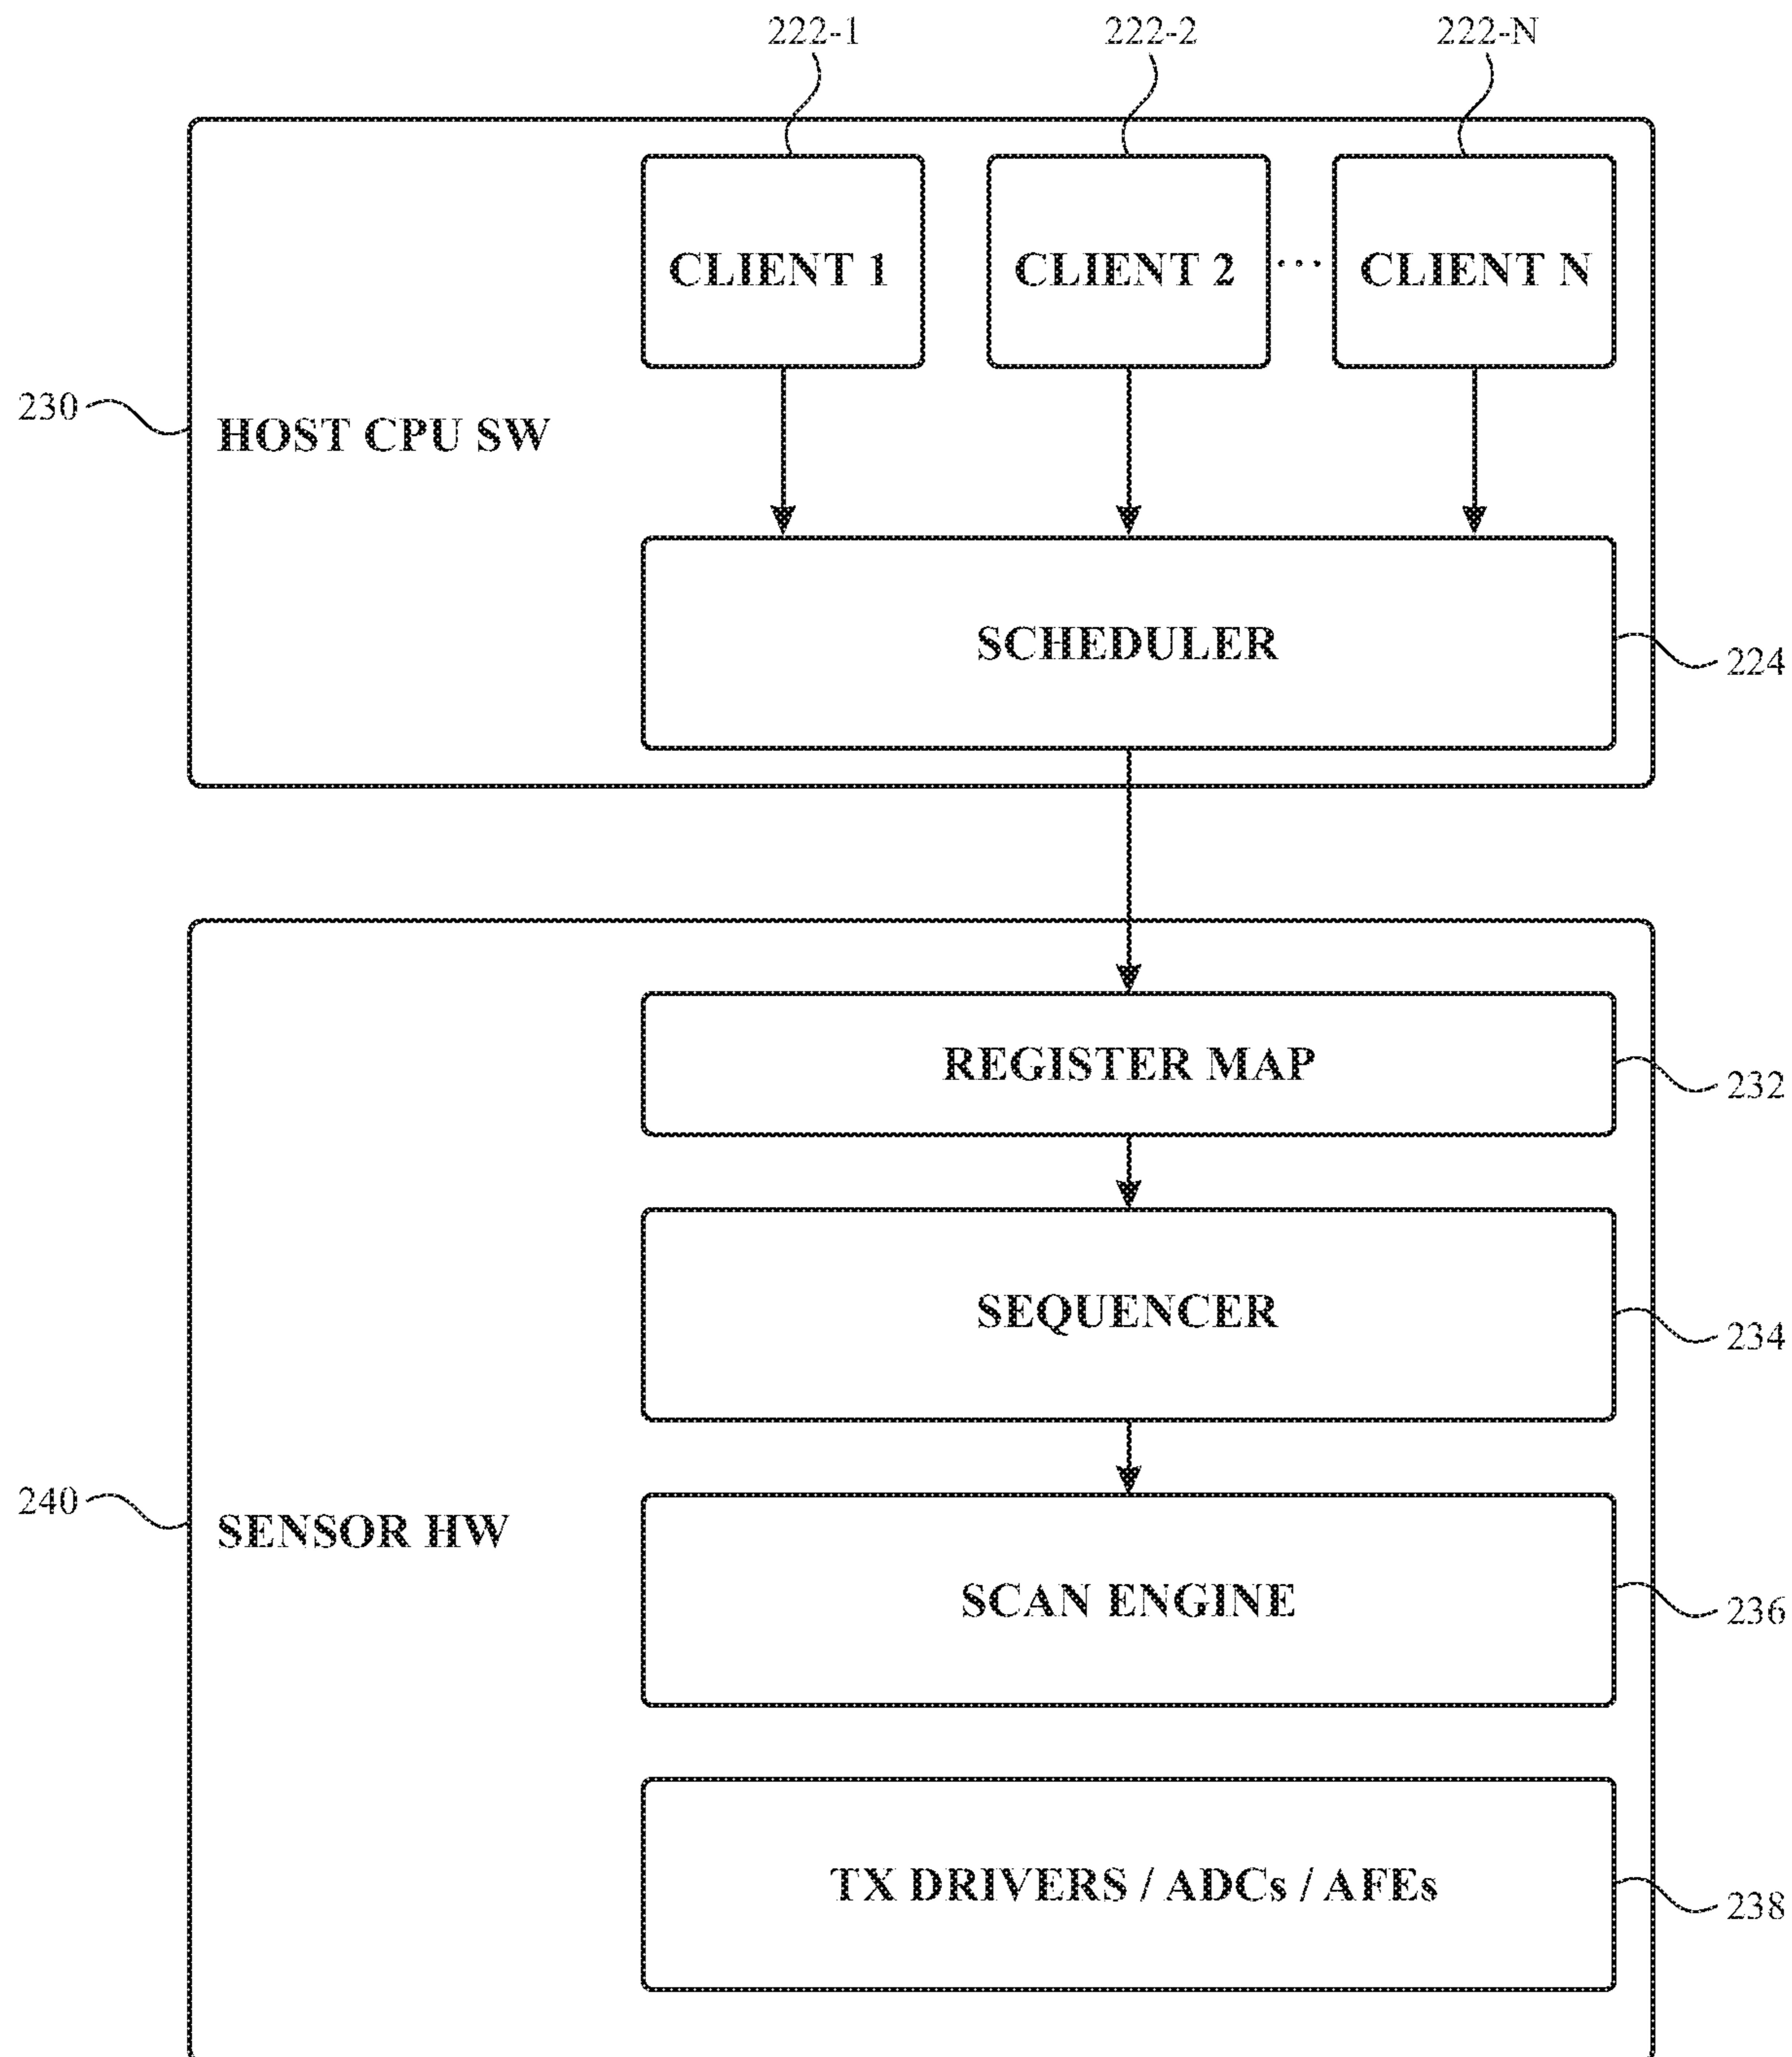 222-1 222-2 222-N
CLIENT 1 CLIENT 2 ... CLIENT N
230
HOST CPU SW
SCHEDULER
224
REGISTER MAP
232
SEQUENCER
234
240
SENSOR HW
SCAN ENGINE
236
TX DRIVERS / ADCs / AFEs
238